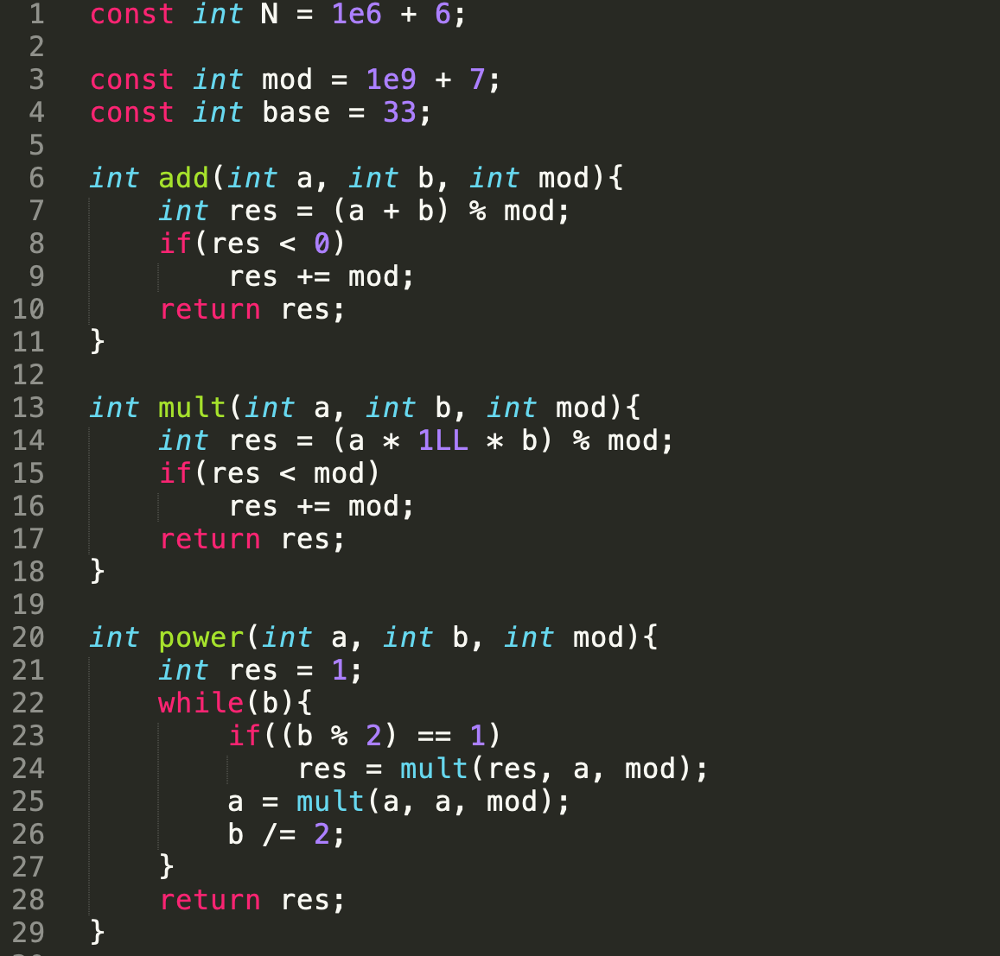 1 const int N = 1e6 + 6;
2
3 const int mod = 1e9 + 7;
4 const int base = 33;
5
6 int add(int a, int b, int mod){
7 int res = (a + b) % mod;
8 if(res < 0)
9 res += mod;
10 return res;
11 }
12
13 int mult(int a, int b, int mod){
14 int res = (a * 1LL * b) % mod;
15 if(res < mod)
16 res += mod;
17 return res;
18 }
19
20 int power(int a, int b, int mod){
21 int res = 1;
22 while(b){
23 if((b % 2) == 1)
24 res = mult(res, a, mod);
25 a = mult(a, a, mod);
26 b /= 2;
27 }
28 return res;
29 }